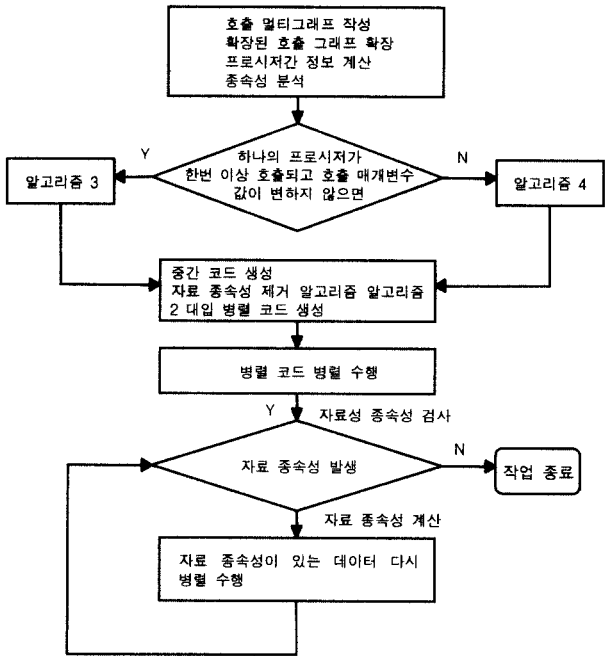 호출 멀티그래프 작성
확장된 호출 그래프 확장
프로시저간 정보 계산
종속성 분석
Y
하나의 프로시저가
한번 이상 호출되고 호출 매개변수
값이 변하지 않으면
N
알고리즘 3
알고리즘 4
중간 코드 생성
자료 종속성 제거 알고리즘 알고리즘
2 대입 병렬 코드 생성
병렬 코드 병렬 수행
Y
자료성 종속성 검사
자료 종속성 발생
N
작업 종료
자료 종속성 계산
자료 종속성이 있는 데이터 다시
병렬 수행